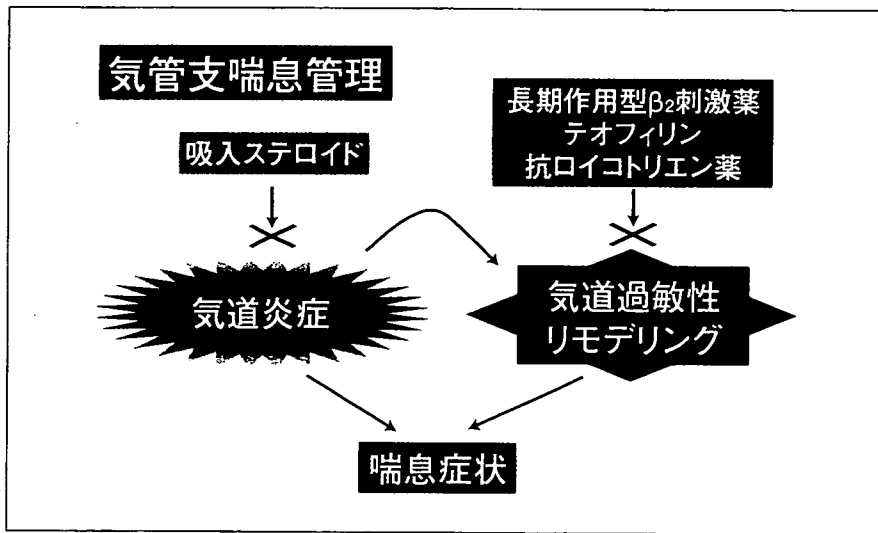 気管支喘息管理
吸入ステロイド
長期作用型β₂刺激薬
テオフィリン
抗ロイコトリエン薬
気道炎症
気道過敏性
リモデリング
喘息症状